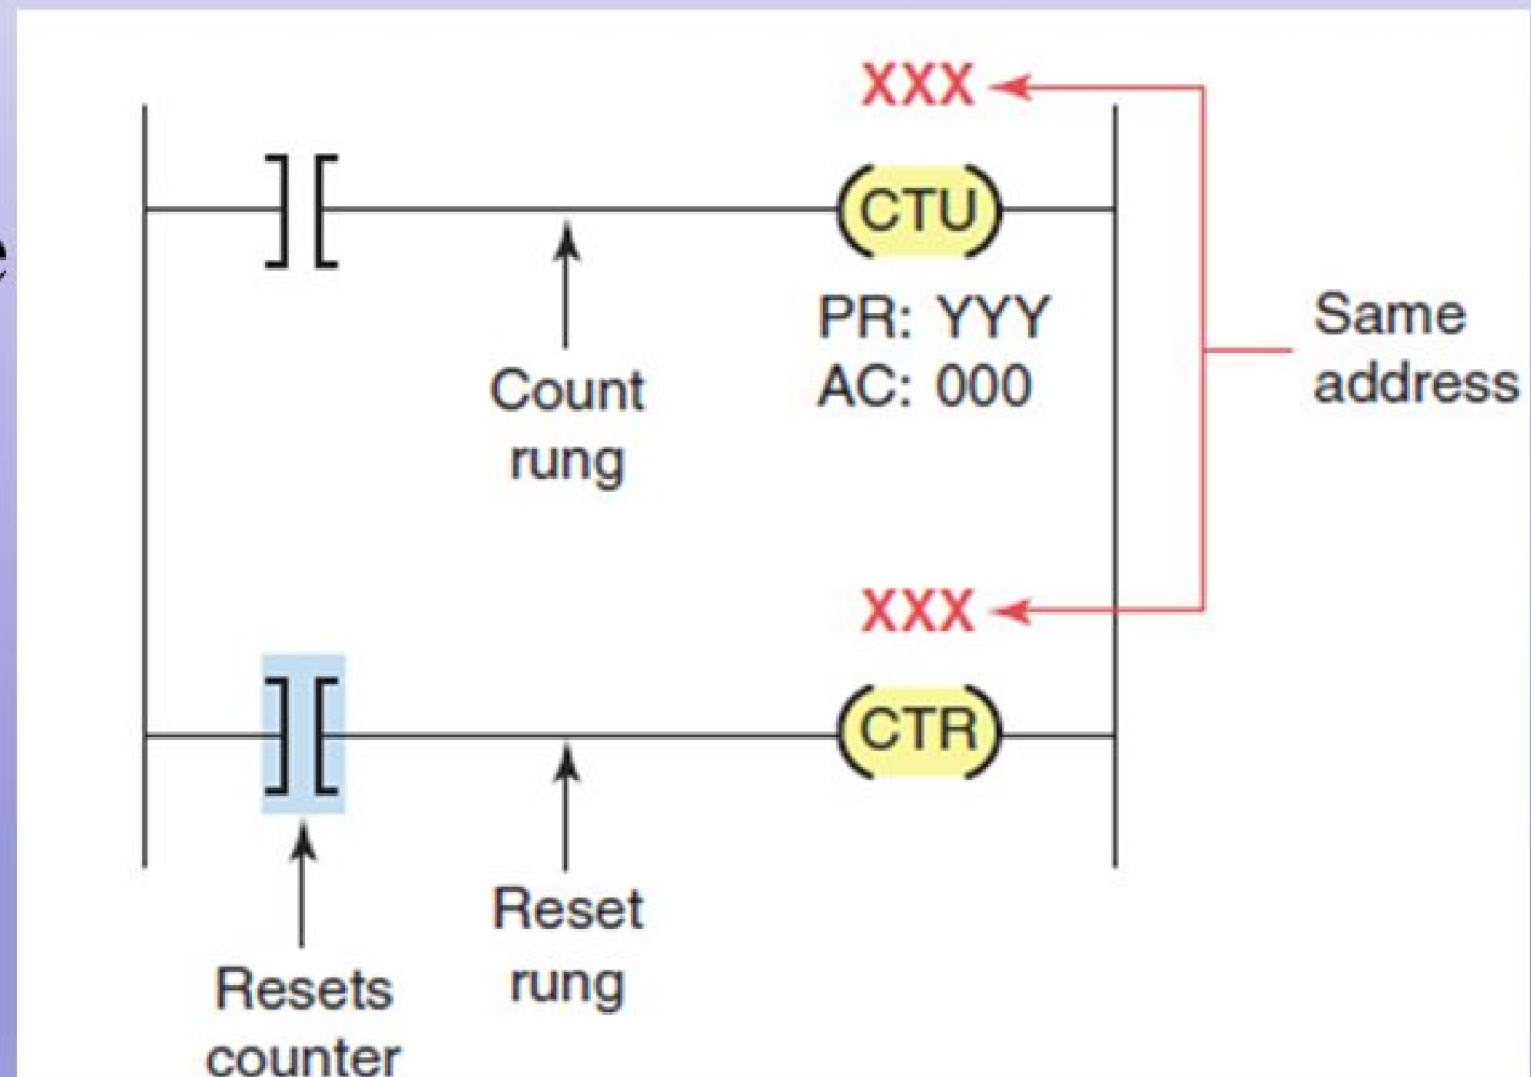 XXX
CTU
PR: YYY
AC: 000
Count
rung
Same
address
XXX
CTR
Reset
rung
Resets
counter